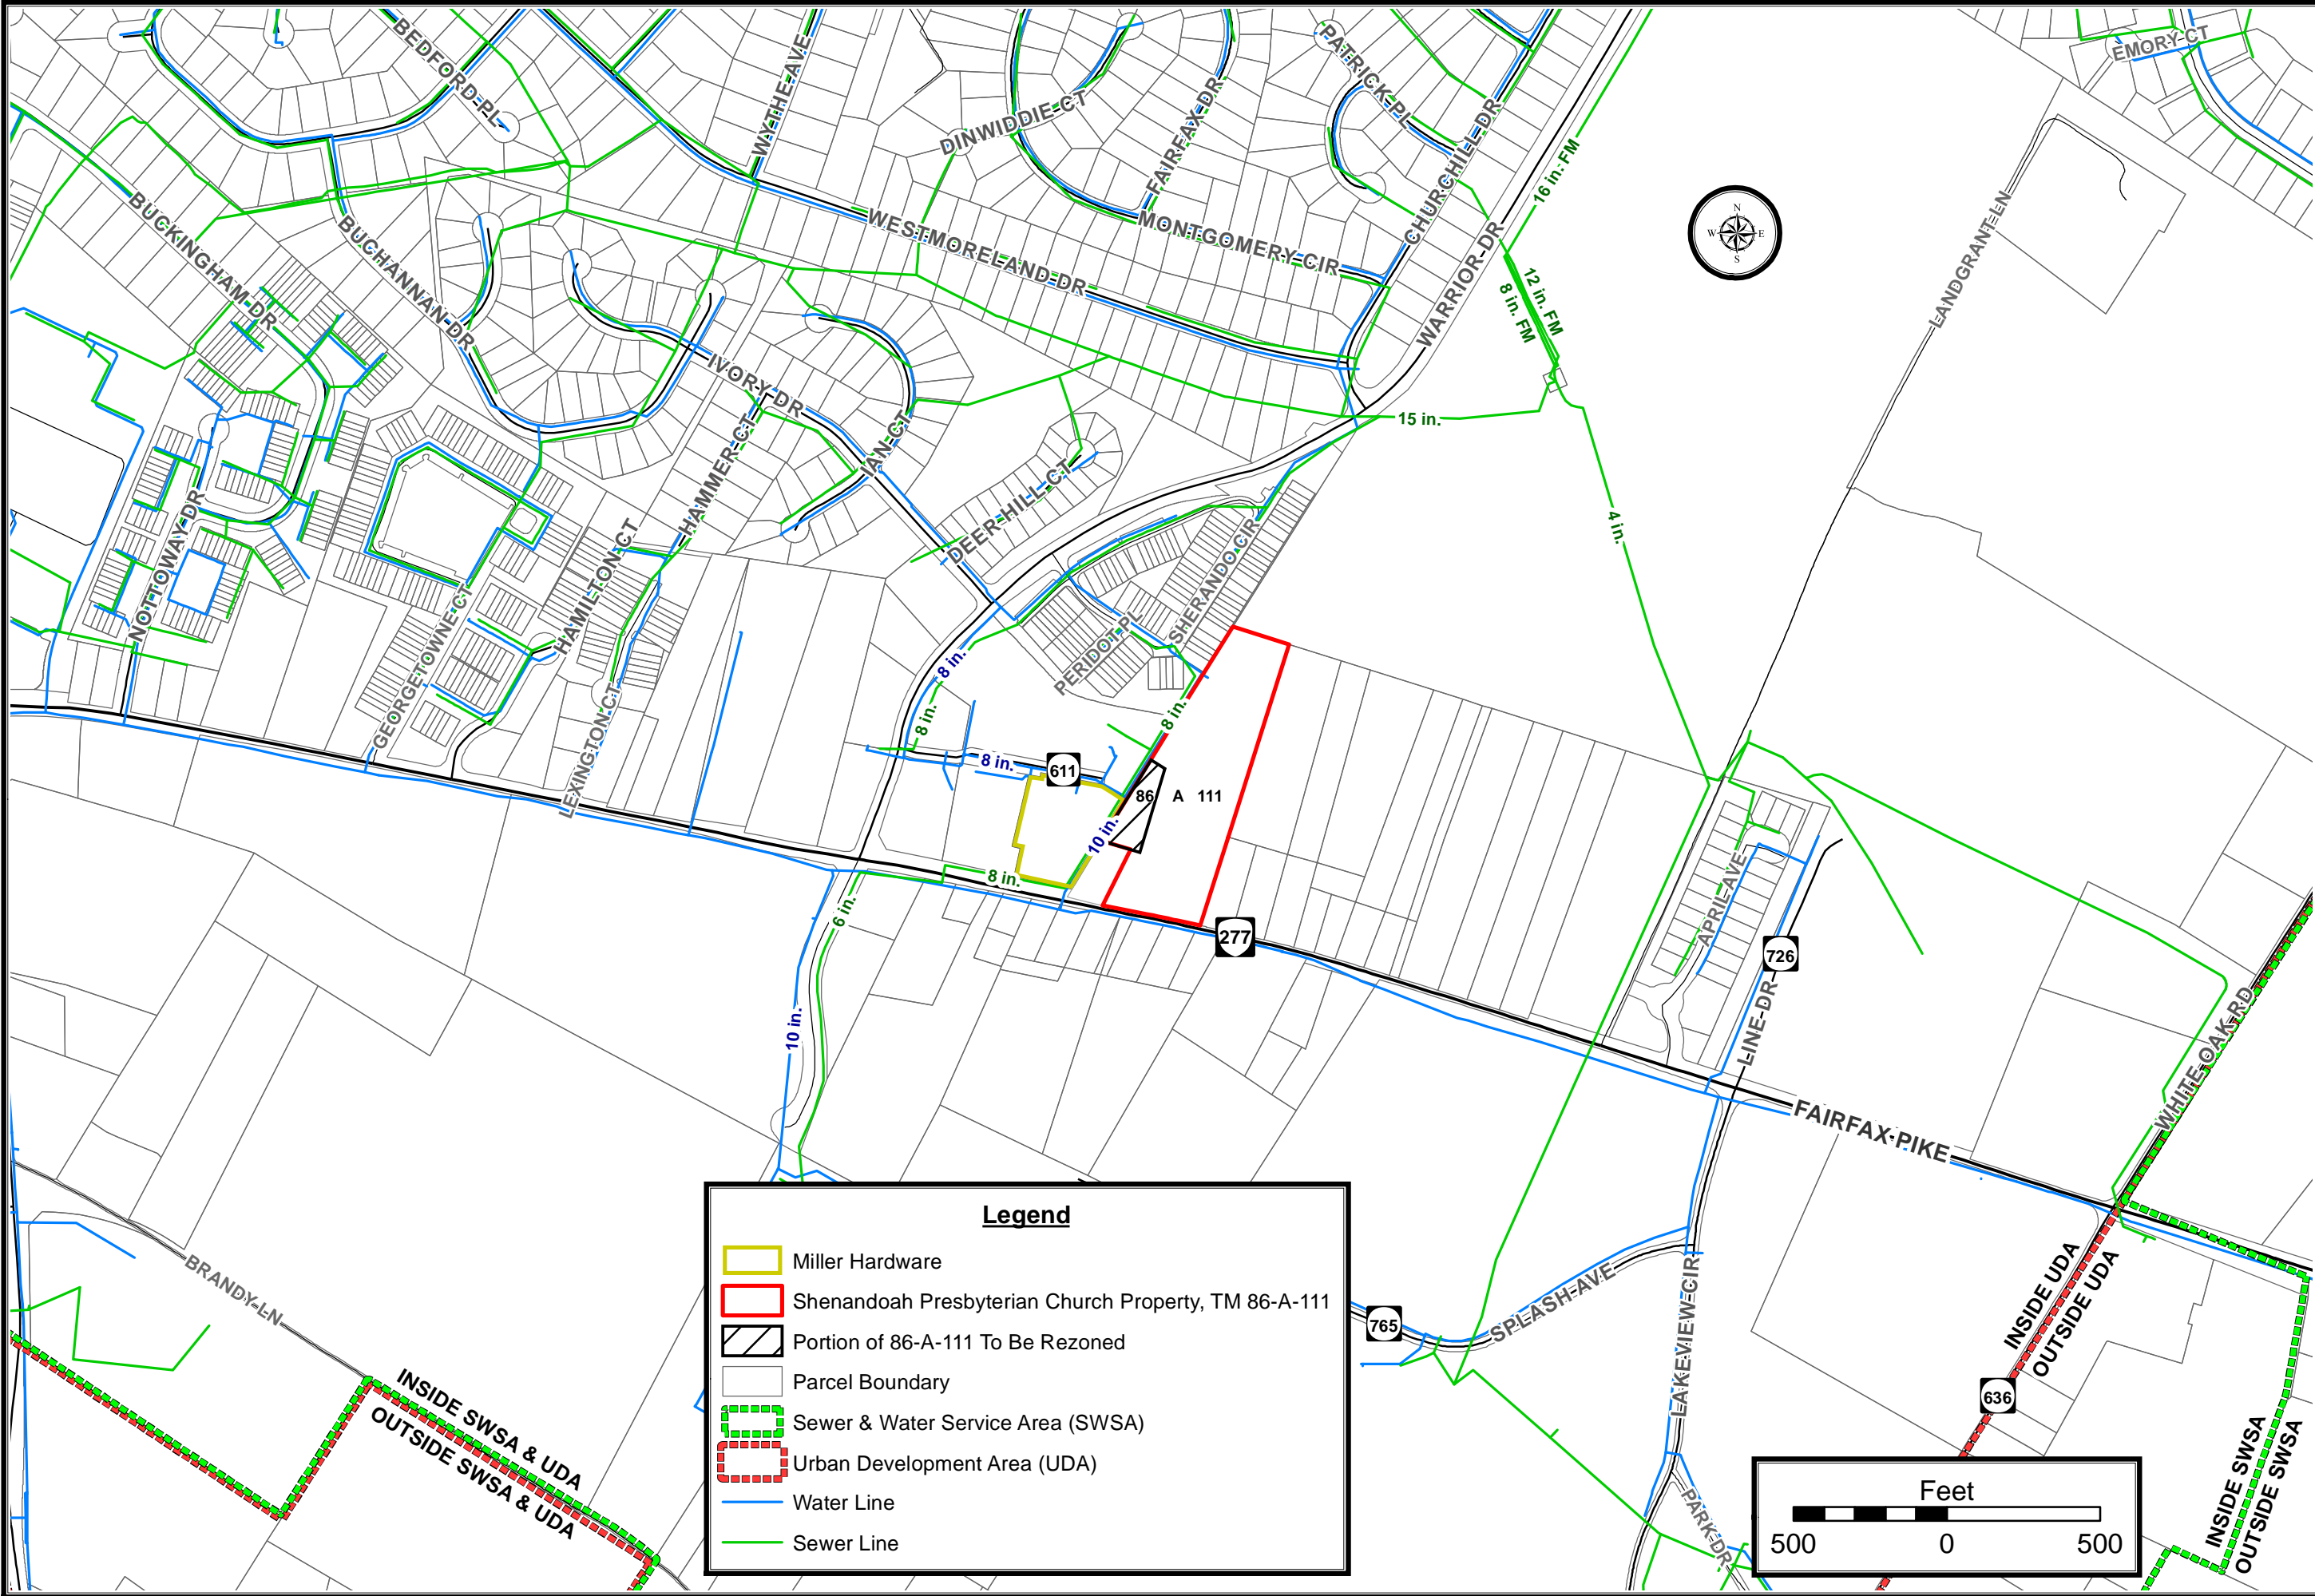 BEDFORD PL
WYTHE AVE
DINWIDDIE CT
FAIRFAX DR
PATRICK PL
CHURCHILL DR
EMORY CT
16 in. FM
BUCKINGHAM DR
BUCHANNAN DR
WESTMORELAND DR
MONTGOMERY CIR
WARRIOR DR
N
W
E
S
LANDGRANT LN
12 in. FM
8 in. FM
IVORY DR
IAN CT
HAMMER CT
15 in.
DEER HILL CT
4 in.
NOTTOWAY DR
HAMILTON CT
GEORGETOWNE CT
LEXINGTON CT
SHERANDO CIR
PERIDOT PL
8 in.
8 in.
8 in.
8 in.
611
86 A 111
10 in.
8 in.
6 in.
277
APRIL AVE
726
LINE DR
10 in.
WHITE OAK RD
FAIRFAX PIKE
BRANDY LN
SPLASH AVE
765
LAKEVIEW CIR
PARK DR
INSIDE UDA
OUTSIDE UDA
636
INSIDE SWSA & UDA
OUTSIDE SWSA & UDA
INSIDE SWSA
OUTSIDE SWSA
Legend
Miller Hardware
Shenandoah Presbyterian Church Property, TM 86-A-111
Portion of 86-A-111 To Be Rezoned
Parcel Boundary
Sewer & Water Service Area (SWSA)
Urban Development Area (UDA)
Water Line
Sewer Line
Feet
500 0 500